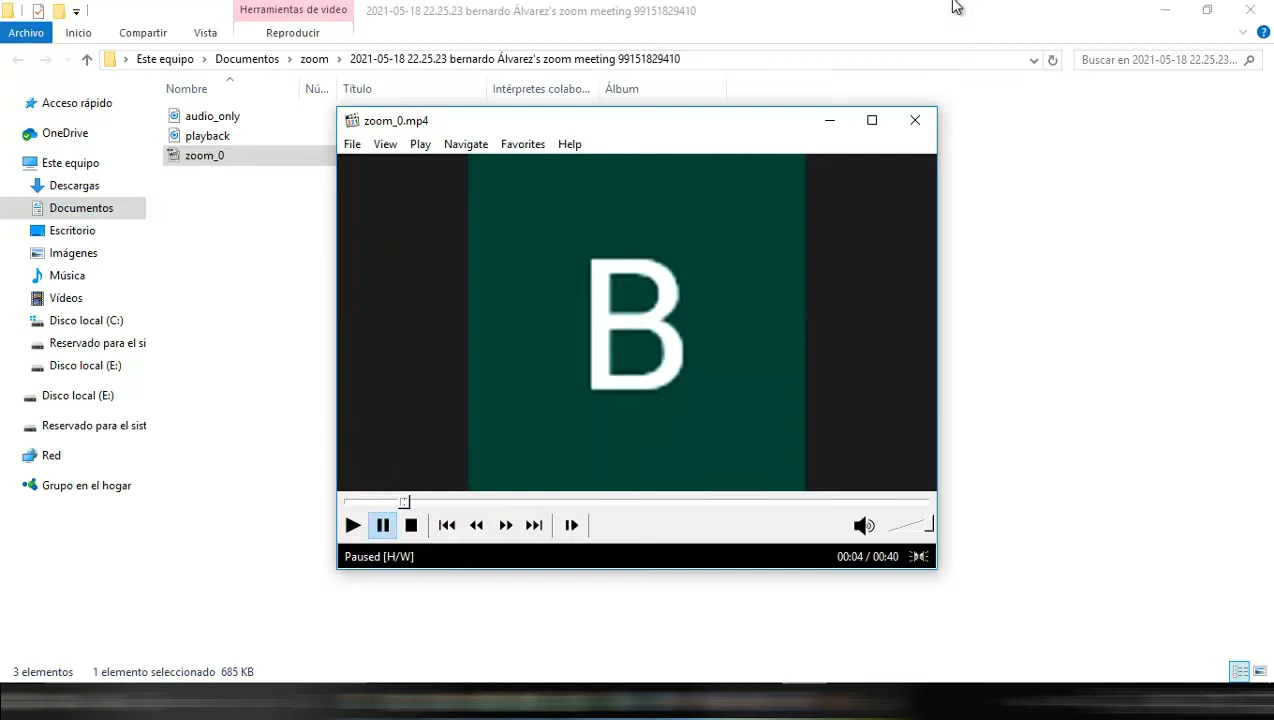 Herramientas de video
2021-05-18 22.25.23 bernardo Álvarez's zoom meeting 99151829410
Archivo Inicio Compartir Vista Reproducir
Este equipo Documentos zoom 2021-05-18 22.25.23 bernardo Álvarez's zoom meeting 99151829410
Buscar en 2021-05-18 22.25.23...
Nombre Nú... Título Intérpretes colabo... Álbum
Acceso rápido
OneDrive
Este equipo
Descargas
Documentos
Escritorio
Imágenes
Música
Vídeos
Disco local (C:)
Reservado para el si
Disco local (E:)
Disco local (E:)
Reservado para el sist
Red
Grupo en el hogar
audio_only
playback
zoom_0
zoom_0.mp4
File View Play Navigate Favorites Help
B
Paused [H/W]
00:04 / 00:40
3 elementos 1 elemento seleccionado 685 KB